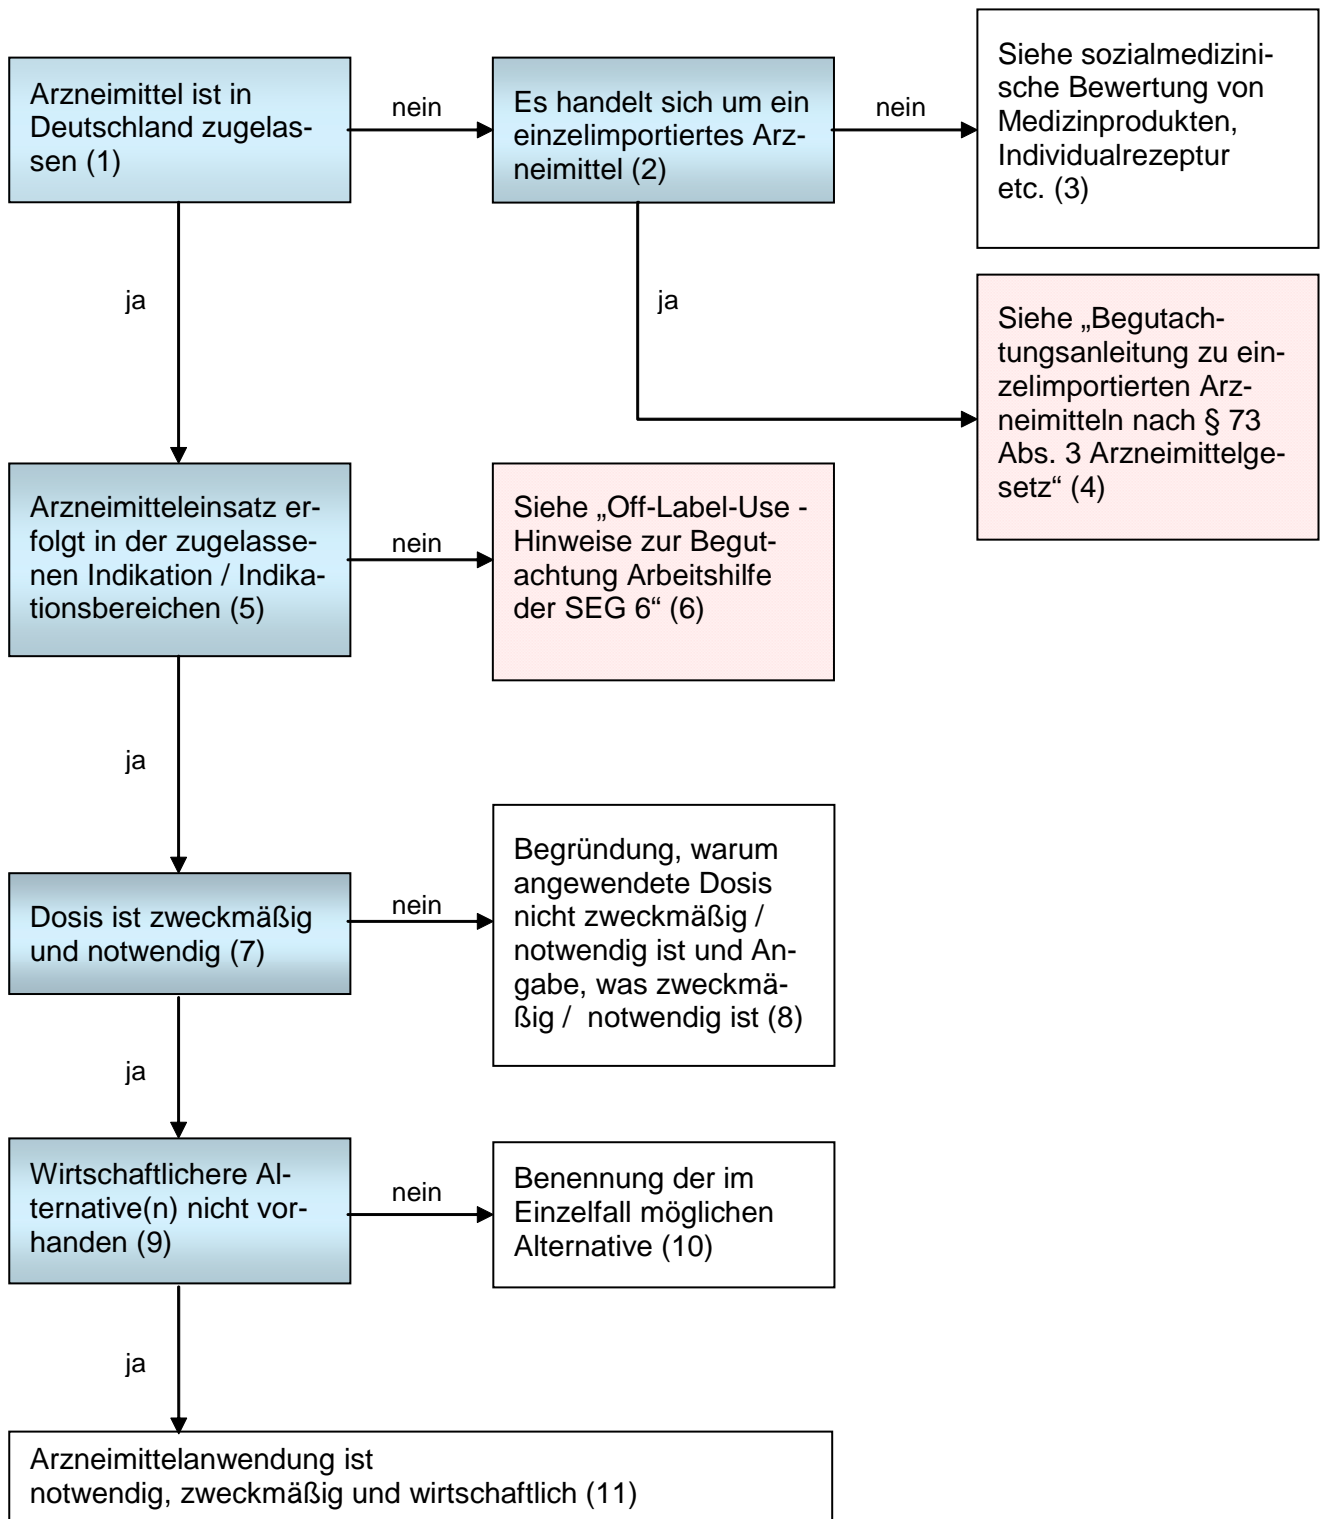 Arzneimittel ist in
Deutschland zugelas-
sen (1)
nein
Es handelt sich um ein
einzelimportiertes Arz-
neimittel (2)
nein
Siehe sozialmedizini-
sche Bewertung von
Medizinprodukten,
Individualrezeptur
etc. (3)
ja
ja
Siehe „Begutach-
tungsanleitung zu ein-
zelimportierten Arz-
neimitteln nach § 73
Abs. 3 Arzneimittelge-
setz“ (4)
Arzneimitteleinsatz er-
folgt in der zugelasse-
nen Indikation / Indika-
tionsbereichen (5)
nein
Siehe „Off-Label-Use -
Hinweise zur Begut-
achtung Arbeitshilfe
der SEG 6“ (6)
ja
Dosis ist zweckmäßig
und notwendig (7)
nein
Begründung, warum
angewendete Dosis
nicht zweckmäßig /
notwendig ist und An-
gabe, was zweckmä-
ßig /  notwendig ist (8)
ja
Wirtschaftlichere Al-
ternative(n) nicht vor-
handen (9)
nein
Benennung der im
Einzelfall möglichen
Alternative (10)
ja
Arzneimittelanwendung ist
notwendig, zweckmäßig und wirtschaftlich (11)